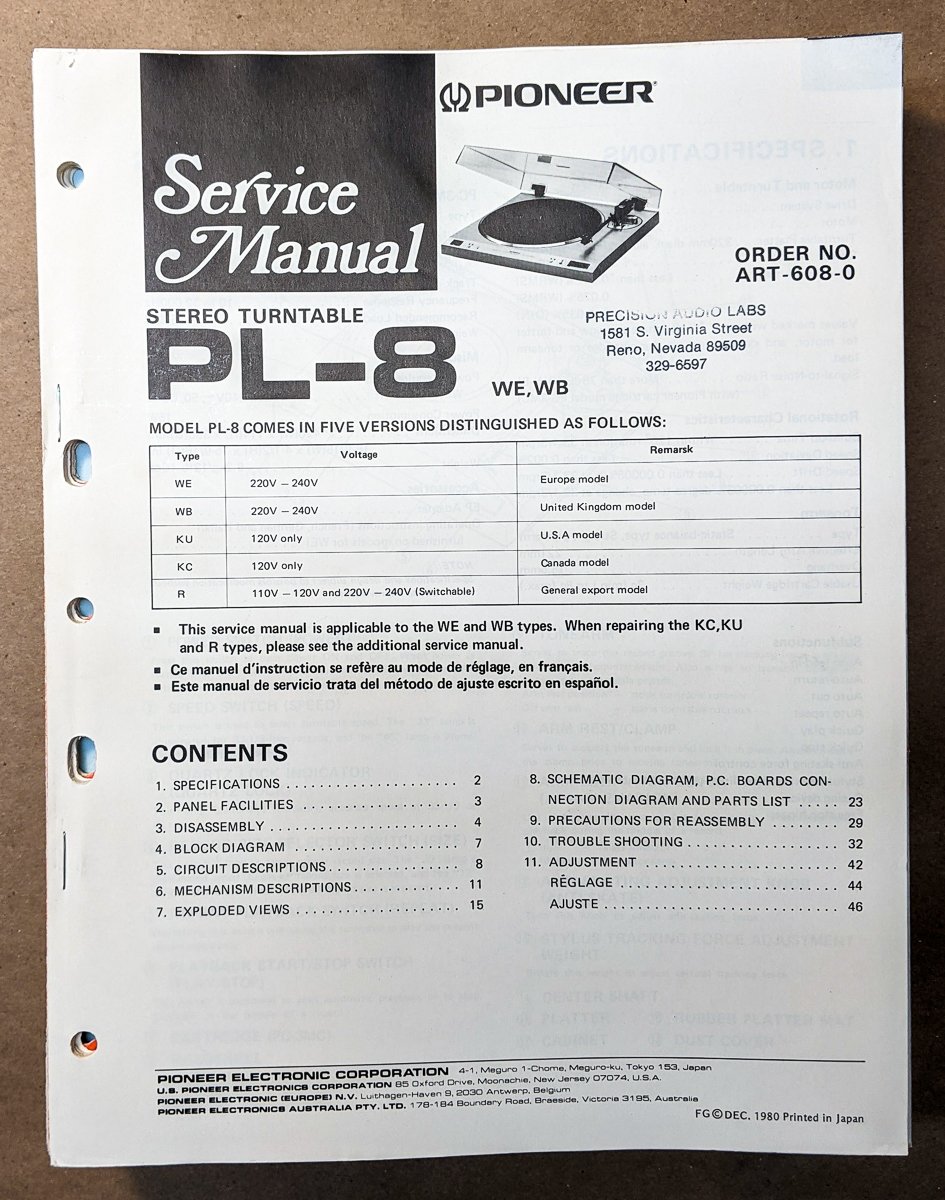 Service
Manual
PIONEER®
ORDER NO.
ART-608-0
STEREO TURNTABLE
PL-8
WE,WB
PRECISION AUDIO LABS
1581 S. Virginia Street
Reno, Nevada 89509
329-6597
MODEL PL-8 COMES IN FIVE VERSIONS DISTINGUISHED AS FOLLOWS:
Type Voltage Remarsk
WE 220V – 240V Europe model
WB 220V – 240V United Kingdom model
KU 120V only U.S.A model
KC 120V only Canada model
R 110V – 120V and 220V – 240V (Switchable) General export model
■ This service manual is applicable to the WE and WB types. When repairing the KC,KU
and R types, please see the additional service manual.
■ Ce manuel d'instruction se refère au mode de réglage, en français.
■ Este manual de servicio trata del método de ajuste escrito en español.
CONTENTS
1. SPECIFICATIONS . . . . . . . . . . . . . . . . . . . . . . 2
2. PANEL FACILITIES . . . . . . . . . . . . . . . . . . . . 3
3. DISASSEMBLY . . . . . . . . . . . . . . . . . . . . . . . . 4
4. BLOCK DIAGRAM . . . . . . . . . . . . . . . . . . . . . 7
5. CIRCUIT DESCRIPTIONS . . . . . . . . . . . . . . . . . 8
6. MECHANISM DESCRIPTIONS . . . . . . . . . . . . . 11
7. EXPLODED VIEWS . . . . . . . . . . . . . . . . . . . . . 15
8. SCHEMATIC DIAGRAM, P.C. BOARDS CON-
NECTION DIAGRAM AND PARTS LIST . . . . . 23
9. PRECAUTIONS FOR REASSEMBLY . . . . . . . . 29
10. TROUBLE SHOOTING . . . . . . . . . . . . . . . . . . . 32
11. ADJUSTMENT . . . . . . . . . . . . . . . . . . . . . . . . 42
RÉGLAGE . . . . . . . . . . . . . . . . . . . . . . . . . . . 44
AJUSTE . . . . . . . . . . . . . . . . . . . . . . . . . . . . . 46
PIONEER ELECTRONIC CORPORATION 4-1, Meguro 1-Chome, Meguro-ku, Tokyo 153, Japan
U.S. PIONEER ELECTRONICS CORPORATION 85 Oxford Drive, Moonachie, New Jersey 07074, U.S.A.
PIONEER ELECTRONIC (EUROPE) N.V. Luithagen-Haven 9, 2030 Antwerp, Belgium
PIONEER ELECTRONICS AUSTRALIA PTY. LTD. 178-184 Boundary Road, Braeside, Victoria 3195, Australia
FG©DEC. 1980 Printed in Japan